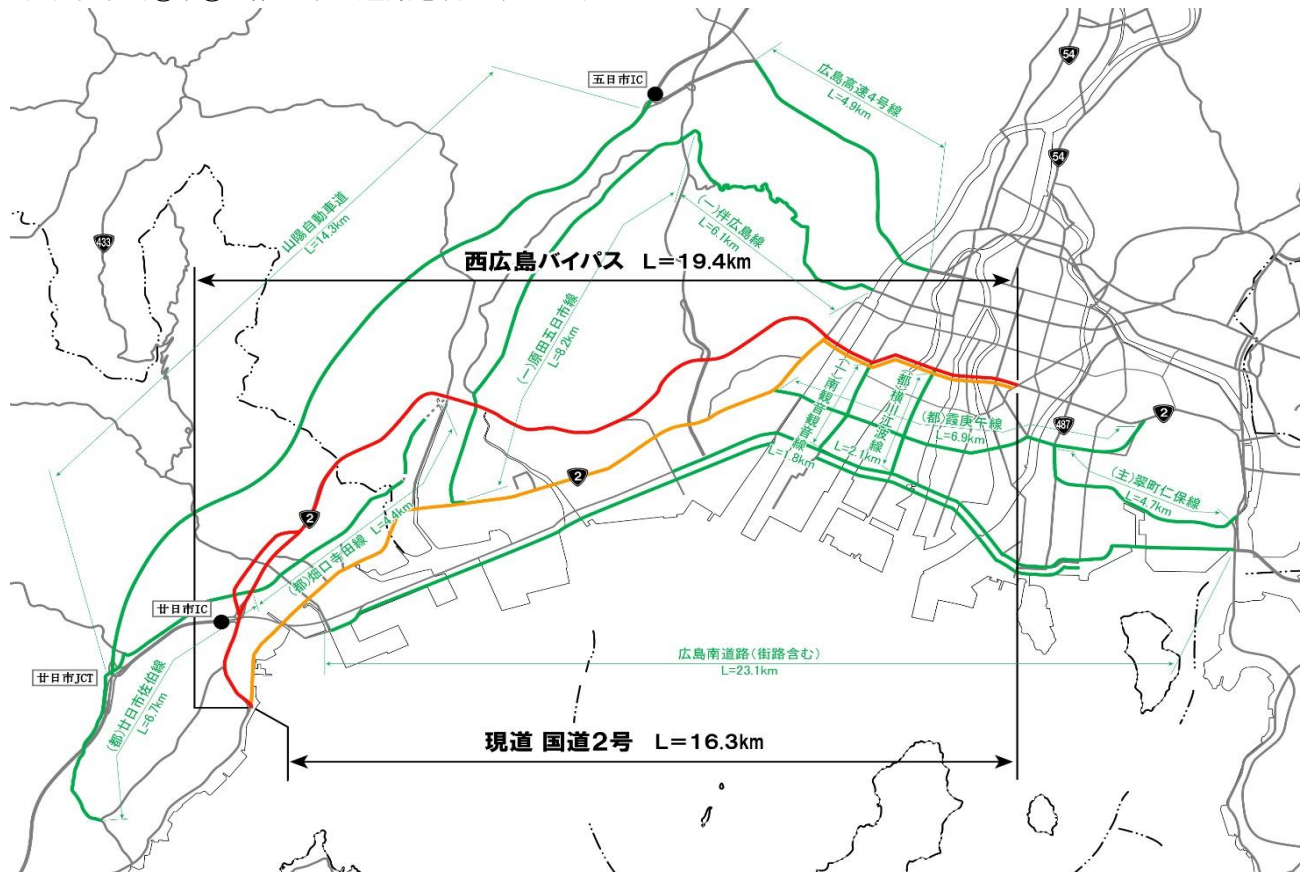 五日市IC
広島高速4号線
L=4.9km
54
54
山陽自動車道
L=14.3km
433
(一)伴広島線
L=6.1km
西広島バイパス L=19.4km
(一)原田五日市線
L=8.2km
(一)南観音観音線
L=1.8km
(都)横川江波線
L=2.1km
(都)霞庚午線
L=6.9km
2
487
2
(主)翠町仁保線
L=4.7km
2
(都)畑口寺田線 L=4.4km
廿日市IC
廿日市JCT
(都)廿日市佐伯線
L=6.7km
広島南道路(街路含む)
L=23.1km
現道 国道2号 L=16.3km